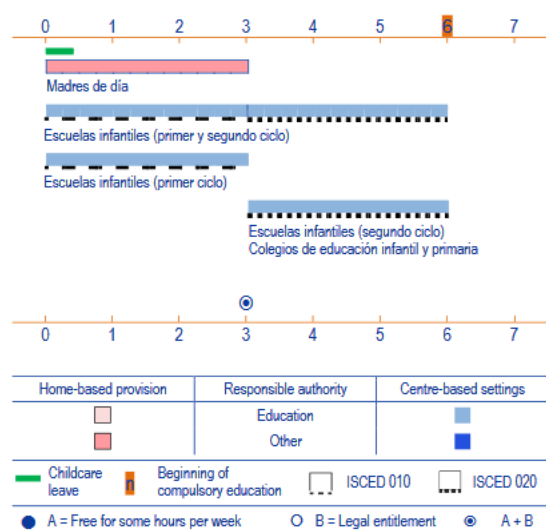 0 1 2 3 4 5 6 7
Madres de día
Escuelas infantiles (primer y segundo ciclo)
Escuelas infantiles (primer ciclo)
Escuelas infantiles (segundo ciclo)
Colegios de educación infantil y primaria
0 1 2 3 4 5 6 7
Home-based provision Responsible authority Centre-based settings
Education
Other
Childcare leave n Beginning of compulsory education ISCED 010 ISCED 020
A = Free for some hours per week B = Legal entitlement A + B